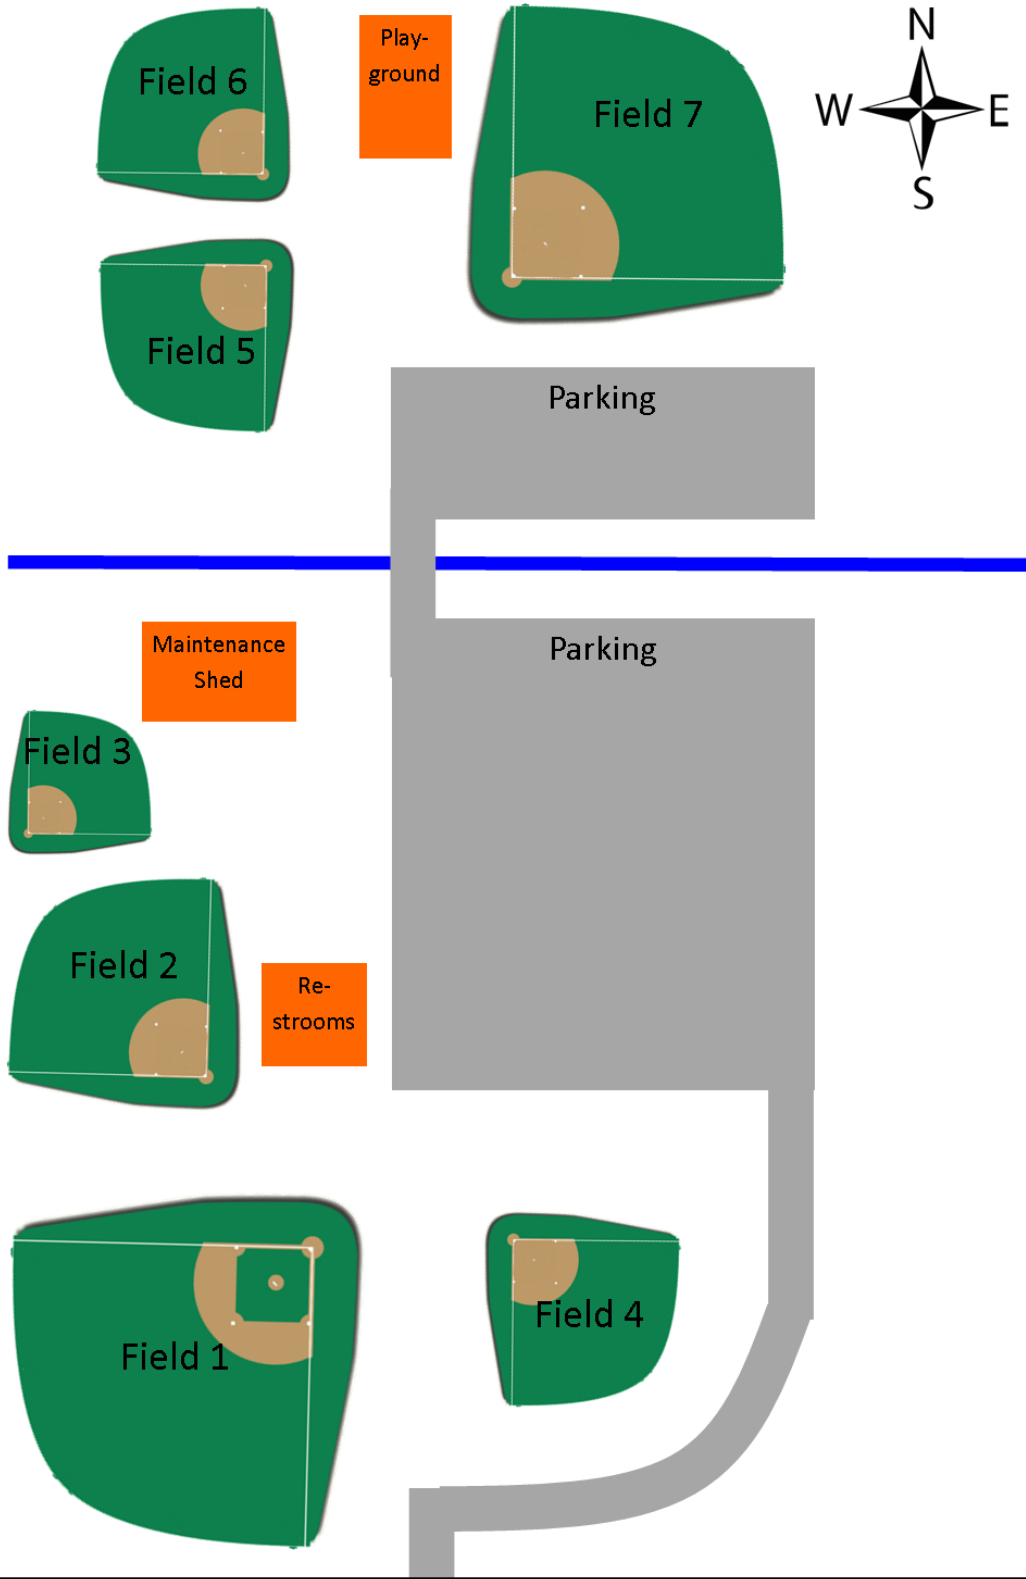 N
W E
S
Field 6
Play-
ground
Field 7
Field 5
Parking
Maintenance
Shed
Parking
Field 3
Field 2
Re-
strooms
Field 4
Field 1